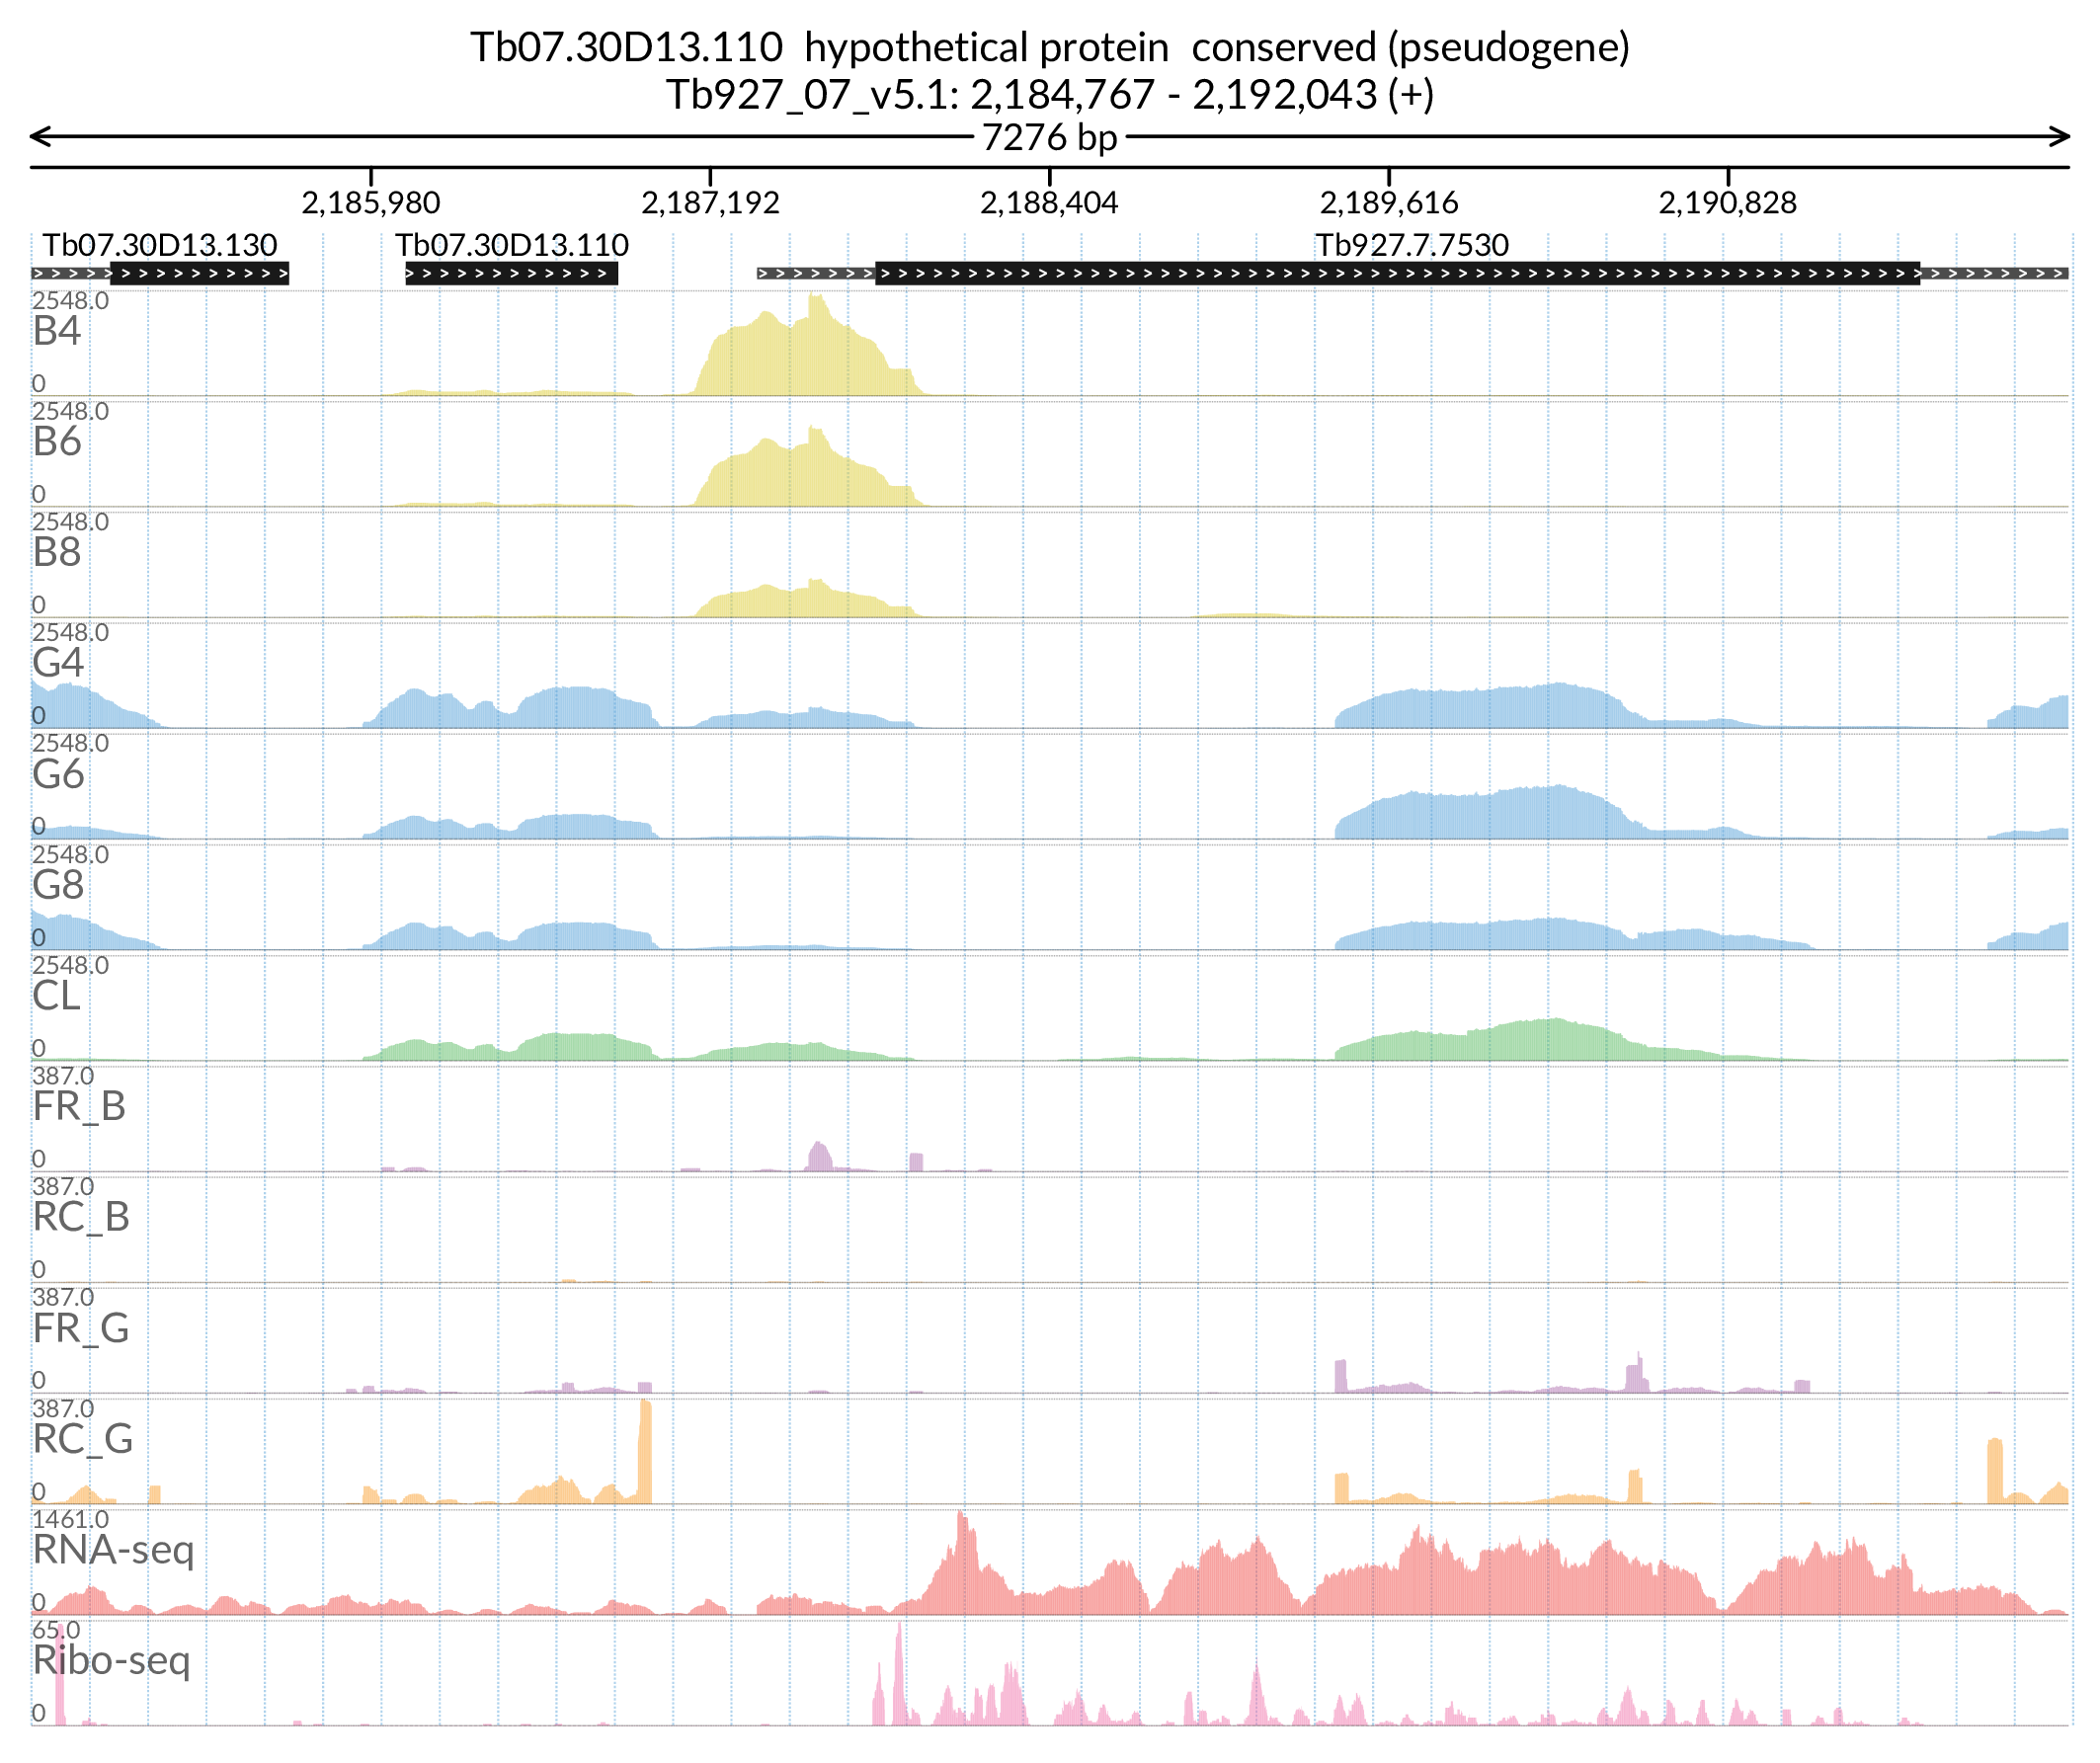 Tb07.30D13.110  hypothetical protein  conserved (pseudogene)
Tb927_07_v5.1: 2,184,767 - 2,192,043 (+)
7276 bp
2,185,980 2,187,192 2,188,404 2,189,616 2,190,828
Tb07.30D13.130 Tb07.30D13.110 Tb927.7.7530
2548.0
B4
0
2548.0
B6
0
2548.0
B8
0
2548.0
G4
0
2548.0
G6
0
2548.0
G8
0
2548.0
CL
0
387.0
FR_B
0
387.0
RC_B
0
387.0
FR_G
0
387.0
RC_G
0
1461.0
RNA-seq
0
65.0
Ribo-seq
0